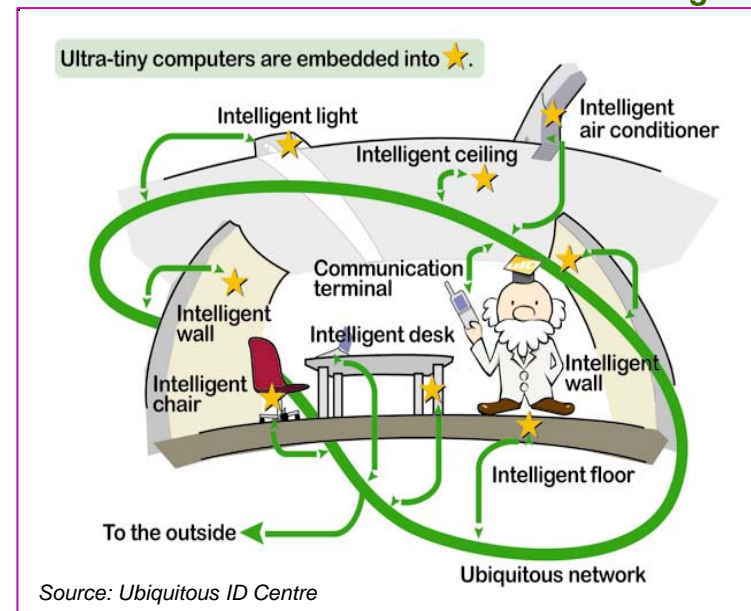 Ultra-tiny computers are embedded into
Intelligent light
Intelligent
air conditioner
Intelligent ceiling
Communication
terminal
Intelligent
wall
Intelligent desk
Intelligent
wall
Intelligent
chair
Intelligent floor
To the outside
Ubiquitous network
Source: Ubiquitous ID Centre